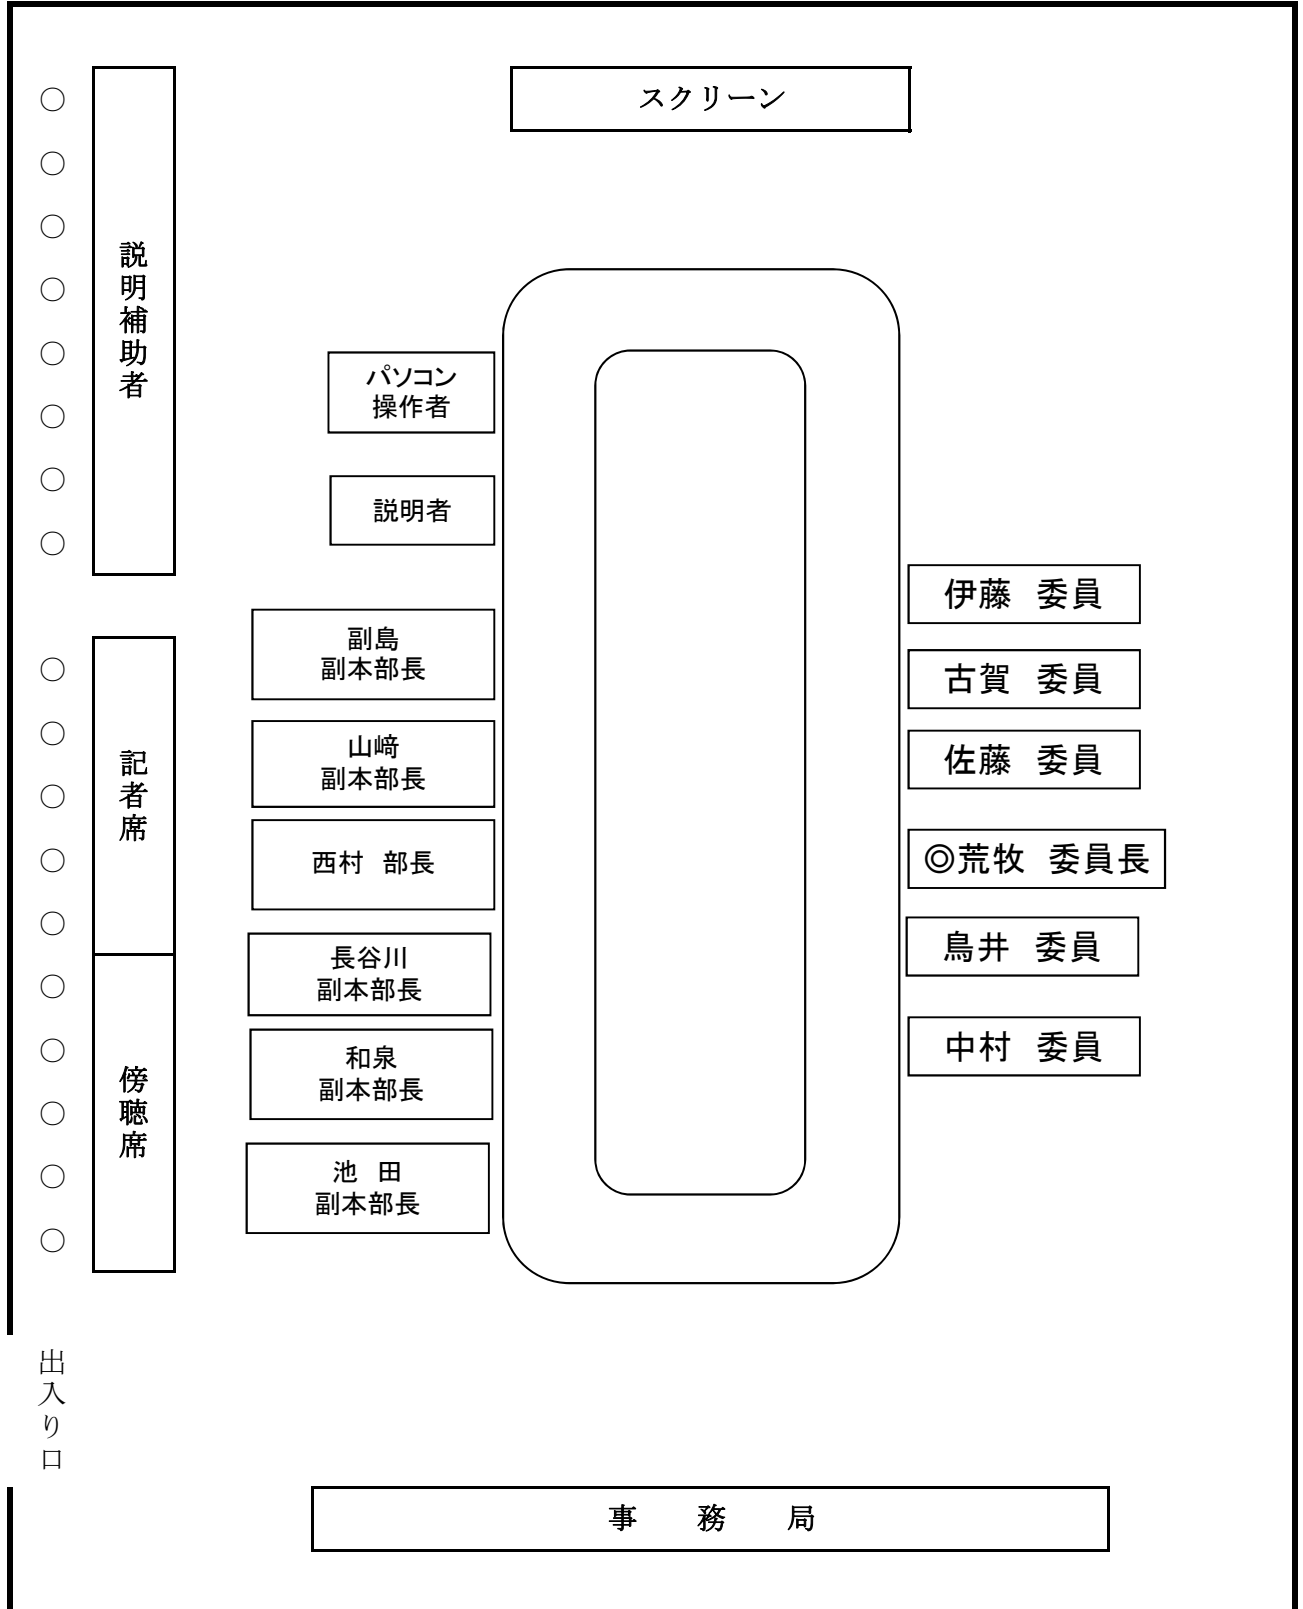 スクリーン
○
○
○
○
○
○
○
○
説明補助者
パソコン
操作者
説明者
伊藤　委員
副島
副本部長
古賀　委員
山﨑
副本部長
佐藤　委員
西村　部長
◎荒牧　委員長
長谷川
副本部長
鳥井　委員
和泉
副本部長
中村　委員
池　田
副本部長
○
○
○
○
○
○
○
○
○
○
記者席
傍聴席
出入り口
事　務　局